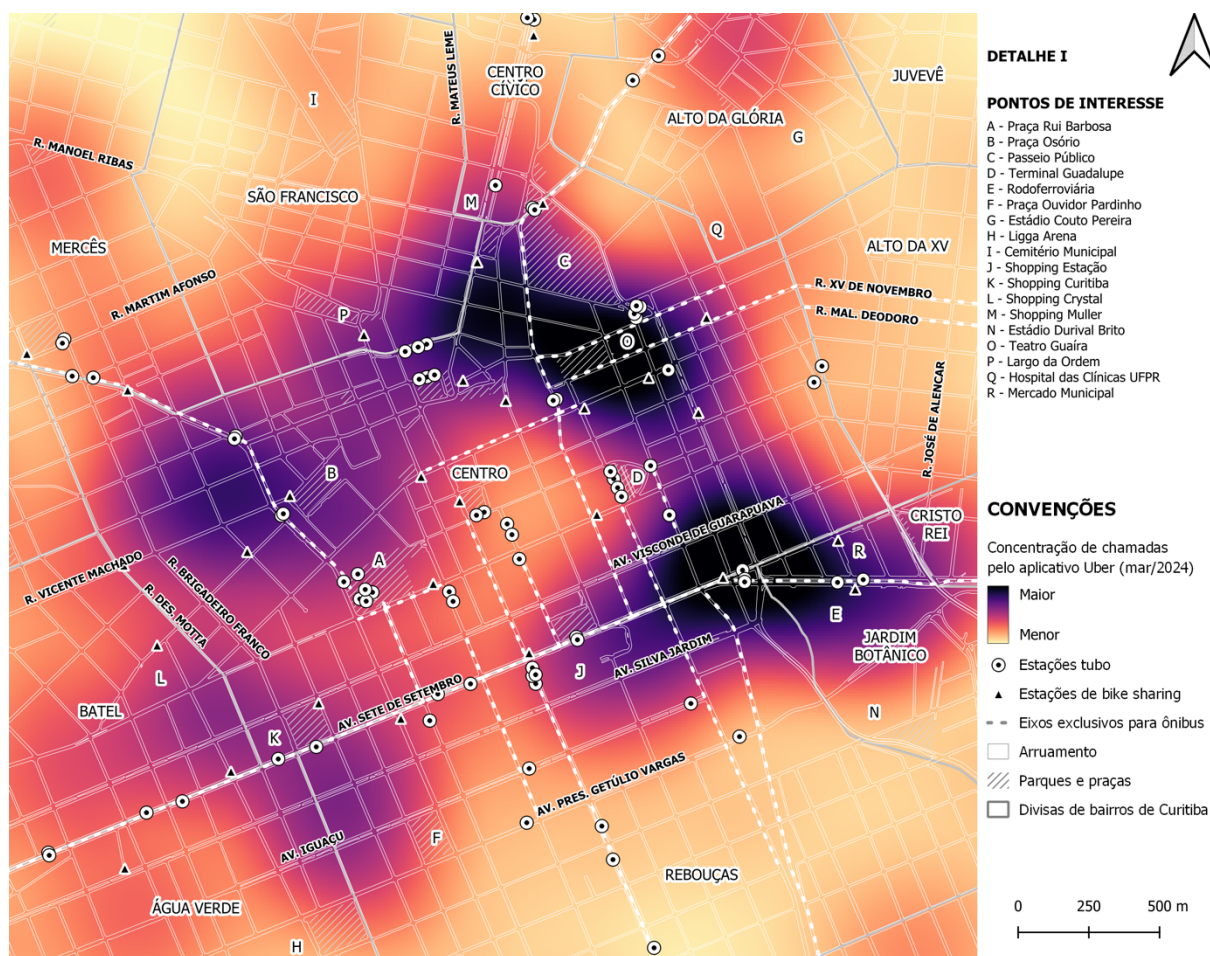 R. MATEUS LEME
CENTRO
CÍVICO
JUVEVÊ
I
ALTO DA GLÓRIA
G
R. MANOEL RIBAS
SÃO FRANCISCO
M
MERCÊS
Q
ALTO DA XV
C
R. MARTIM AFONSO
R. XV DE NOVEMBRO
P
R. MAL. DEODORO
O
R. JOSÉ DE ALENCAR
B
CENTRO
D
AV. VISCONDE DE GUARAPUAVA
CRISTO
REI
R
A
R. VICENTE MACHADO
R. BRIGADEIRO FRANCO
R. DES. MOTTA
E
JARDIM
BOTÂNICO
AV. SILVA JARDIM
J
L
AV. SETE DE SETEMBRO
BATEL
N
K
AV. PRES. GETÚLIO VARGAS
F
AV. IGUAÇU
REBOUÇAS
ÁGUA VERDE
H
DETALHE I
PONTOS DE INTERESSE
A - Praça Rui Barbosa
B - Praça Osório
C - Passeio Público
D - Terminal Guadalupe
E - Rodoferroviária
F - Praça Ouvidor Pardinho
G - Estádio Couto Pereira
H - Ligga Arena
I - Cemitério Municipal
J - Shopping Estação
K - Shopping Curitiba
L - Shopping Crystal
M - Shopping Muller
N - Estádio Durival Brito
O - Teatro Guaíra
P - Largo da Ordem
Q - Hospital das Clínicas UFPR
R - Mercado Municipal
CONVENÇÕES
Concentração de chamadas
pelo aplicativo Uber (mar/2024)
Maior
Menor
Estações tubo
Estações de bike sharing
Eixos exclusivos para ônibus
Arruamento
Parques e praças
Divisas de bairros de Curitiba
0 250 500 m